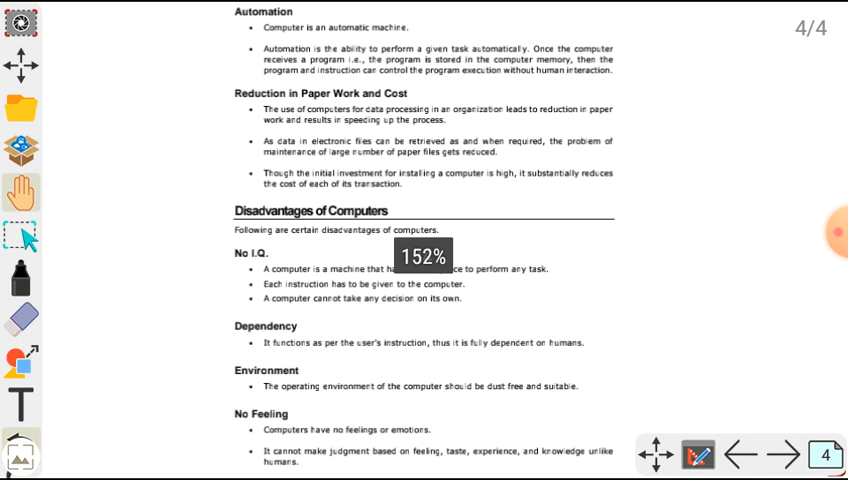 Automation
4/4
• Computer is an automatic machine.
• Automation is the ability to perform a given task automatically. Once the computer
receives a program i.e., the program is stored in the computer memory, then the
program and instruction can control the program execution without human interaction.
Reduction in Paper Work and Cost
• The use of computers for data processing in an organization leads to reduction in paper
work and results in speeding up the process.
• As data in electronic files can be retrieved as and when required, the problem of
maintenance of large number of paper files gets reduced.
• Though the initial investment for installing a computer is high, it substantially reduces
the cost of each of its transaction.
Disadvantages of Computers
Following are certain disadvantages of computers.
No I.Q.
152%
• A computer is a machine that to perform any task.
• Each instruction has to be given to the computer.
• A computer cannot take any decision on its own.
Dependency
• It functions as per the user's instruction, thus it is fully dependent on humans.
Environment
• The operating environment of the computer should be dust free and suitable.
No Feeling
• Computers have no feelings or emotions.
• It cannot make judgment based on feeling, taste, experience, and knowledge unlike
humans.
T
4